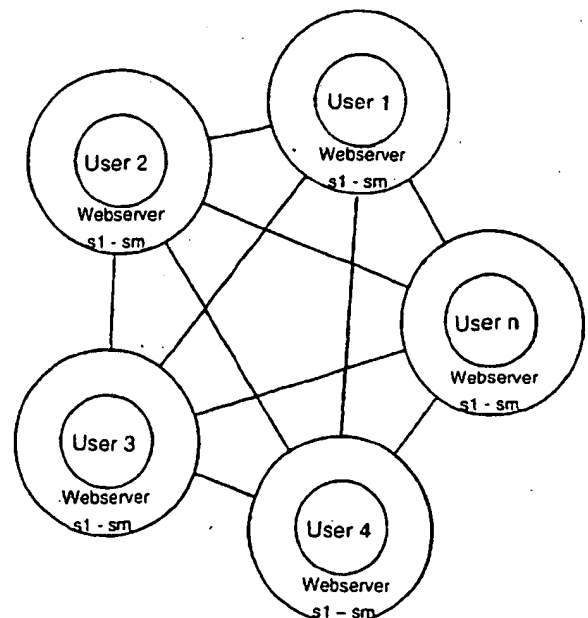 User 1
Webserver
s1 - sm
User 2
Webserver
s1 - sm
User n
Webserver
s1 - sm
User 3
Webserver
s1 - sm
User 4
Webserver
s1 – sm